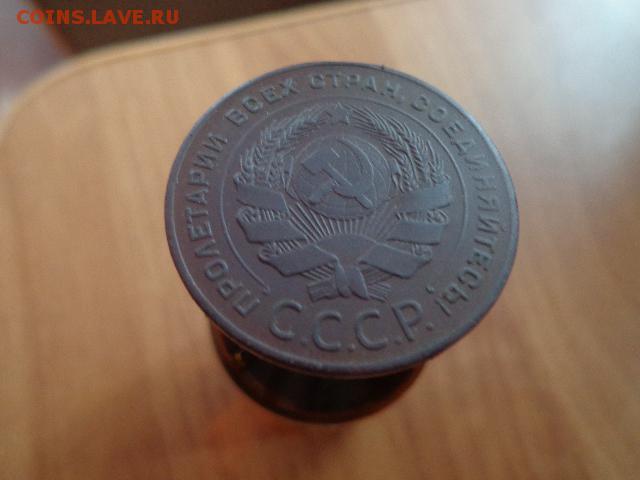 COINS.LAVE.RU
ПРОЛЕТАРИИ ВСЕХ СТРАН, СОЕДИНЯЙТЕСЬ!
С.С.С.Р.